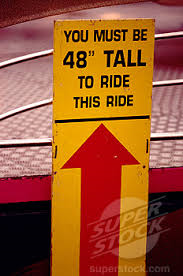 YOU MUST BE
48" TALL
TO RIDE
THIS RIDE
SUPER
STOCK
superstock.com